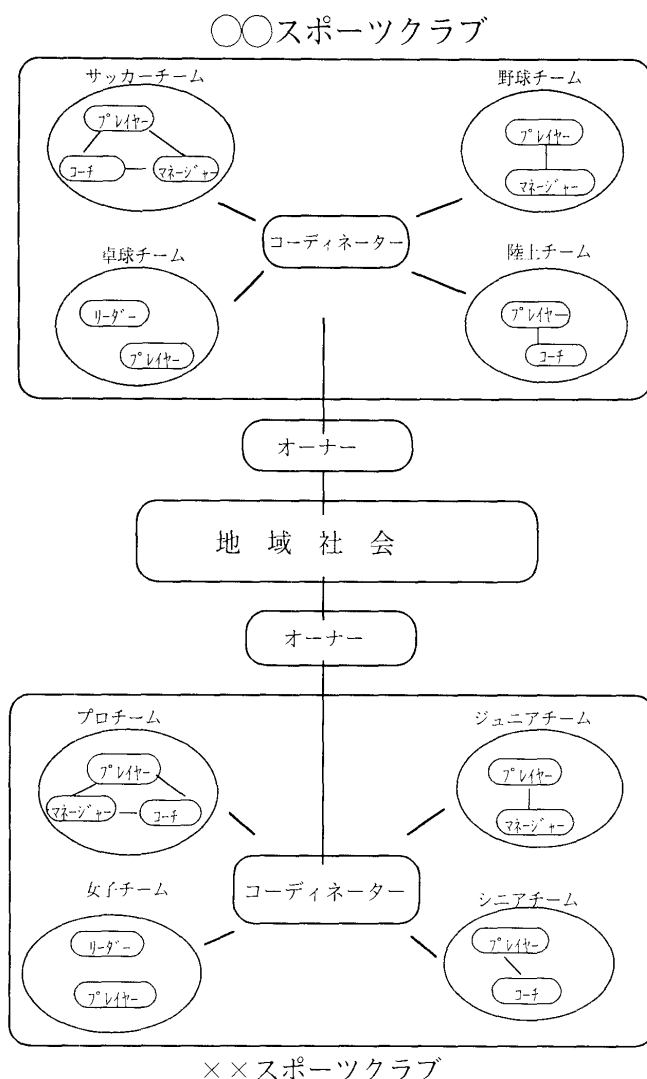 ○○スポーツクラブ
サッカーチーム
プレイヤー
コーチ
マネージャー
野球チーム
プレイヤー
マネージャー
コーディネーター
卓球チーム
リーダー
プレイヤー
陸上チーム
プレイヤー
コーチ
オーナー
地域社会
オーナー
プロチーム
プレイヤー
マネージャー
コーチ
ジュニアチーム
プレイヤー
マネージャー
コーディネーター
女子チーム
リーダー
プレイヤー
シニアチーム
プレイヤー
コーチ
××スポーツクラブ